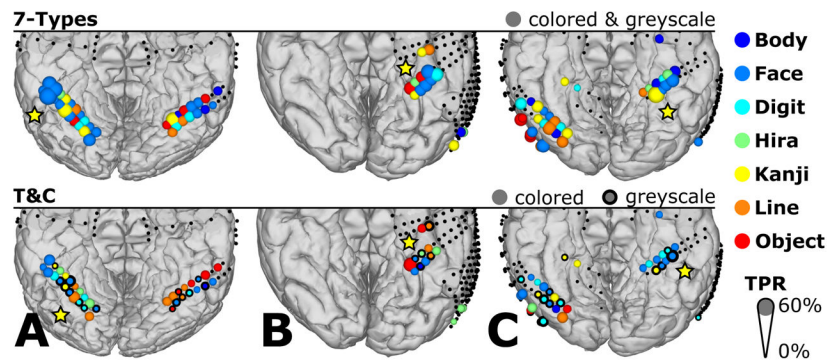 7-Types
colored & greyscale
Body
Face
Digit
Hira
Kanji
Line
Object
T&C
colored
greyscale
TPR
60%
0%
A
B
C